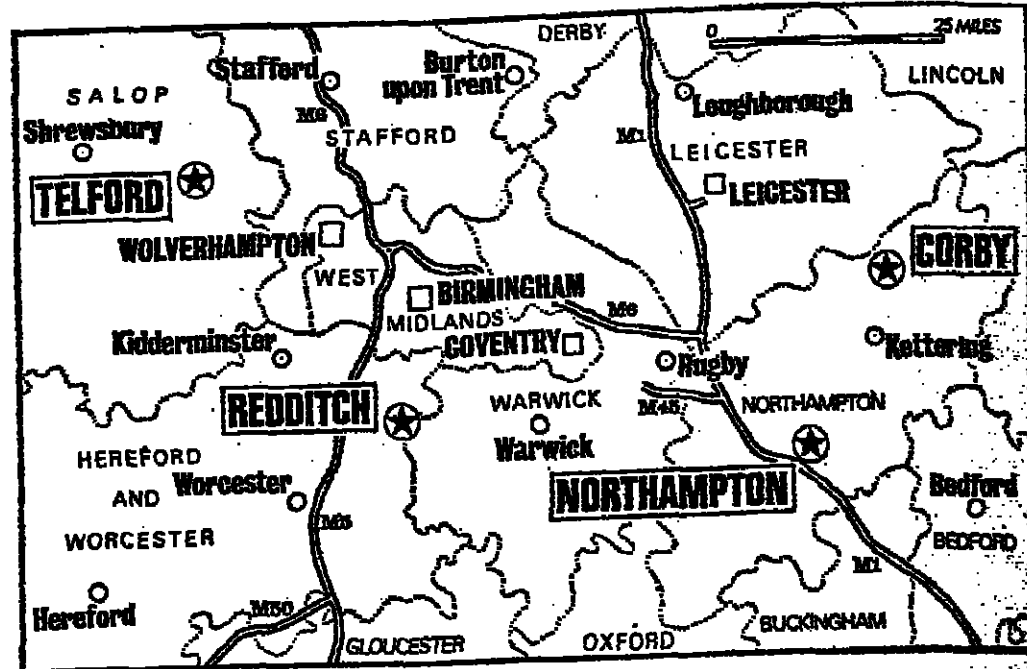 DERBY
0
25 MILES
Stafford
Burton
upon Trent
LINCOLN
SALOP
Loughborough
M6
Shrewsbury
STAFFORD
M1
LEICESTER
TELFORD
LEICESTER
WOLVERHAMPTON
CORBY
WEST
BIRMINGHAM
MIDLANDS
M6
Kidderminster
COVENTRY
Rugby
Kettering
REDDITCH
WARWICK
M45
NORTHAMPTON
Warwick
HEREFORD
AND
WORCESTER
Worcester
NORTHAMPTON
Bedford
M5
BEDFORD
M1
Hereford
M50
GLOUCESTER
OXFORD
BUCKINGHAM